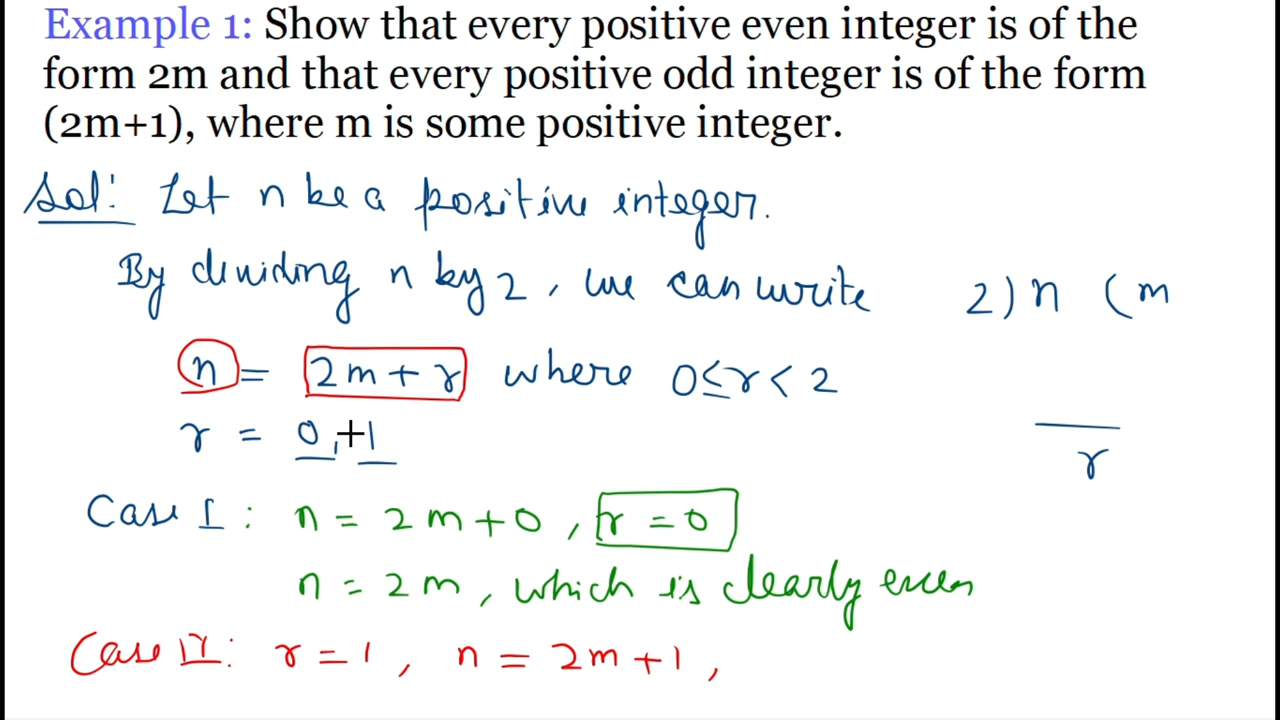 Example 1: Show that every positive even integer is of the
form 2m and that every positive odd integer is of the form
(2m+1), where m is some positive integer.
Sol: Let n be a positive integer.
By dividing n by 2, we can write
2) n ( m
n = 2m + r where 0 ≤ r < 2
r = 0, 1
r
Case I : n = 2m + 0, r = 0
n = 2m, which is clearly even
Case II : r = 1, n = 2m + 1,